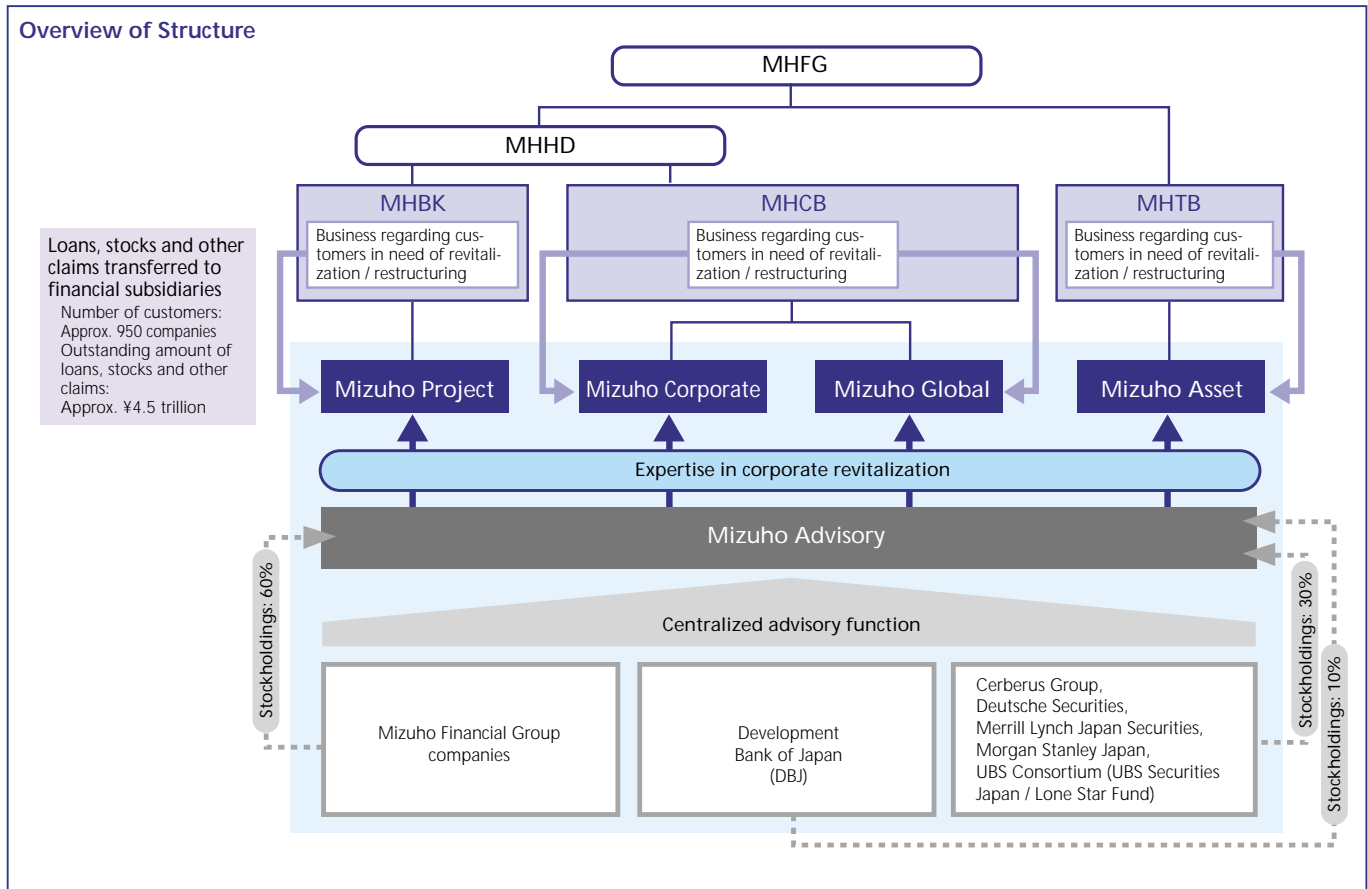 Overview of Structure
MHFG
MHHD
MHBK
Business regarding cus-
tomers in need of revitali-
zation / restructuring
MHCB
Business regarding cus-
tomers in need of revitali-
zation / restructuring
MHTB
Business regarding cus-
tomers in need of revitali-
zation / restructuring
Loans, stocks and other
claims transferred to
financial subsidiaries
Number of customers:
Approx. 950 companies
Outstanding amount of
loans, stocks and other
claims:
Approx. ¥4.5 trillion
Mizuho Project
Mizuho Corporate
Mizuho Global
Mizuho Asset
Expertise in corporate revitalization
Mizuho Advisory
Stockholdings: 60%
Stockholdings: 30%
Stockholdings: 10%
Centralized advisory function
Mizuho Financial Group
companies
Development
Bank of Japan
(DBJ)
Cerberus Group,
Deutsche Securities,
Merrill Lynch Japan Securities,
Morgan Stanley Japan,
UBS Consortium (UBS Securities
Japan / Lone Star Fund)